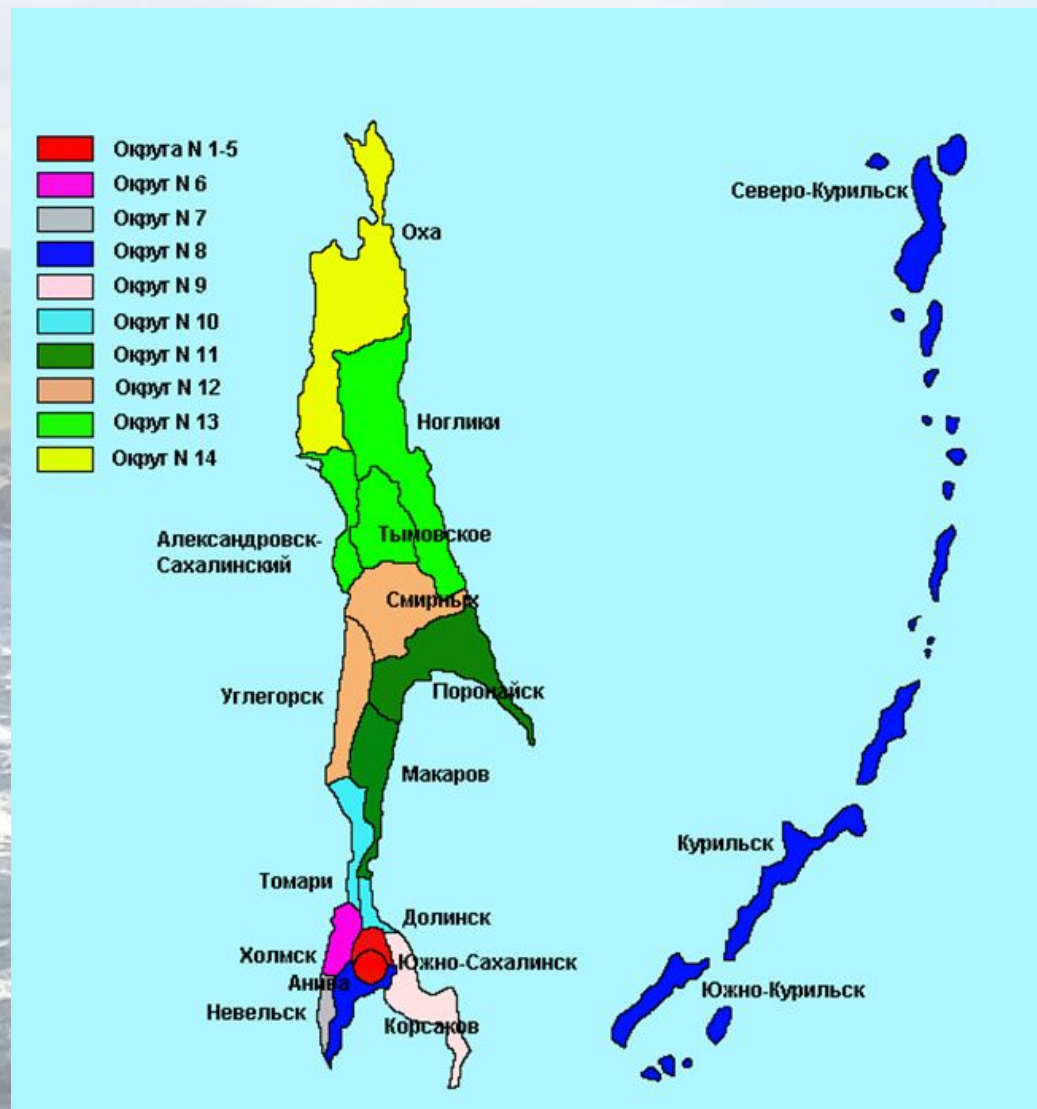 Округа N 1-5
Округ N 6
Округ N 7
Округ N 8
Округ N 9
Округ N 10
Округ N 11
Округ N 12
Округ N 13
Округ N 14
Оха
Ноглики
Александровск-
Сахалинский
Тымовское
Смирных
Углегорск
Поронайск
Макаров
Томари
Долинск
Холмск
Южно-Сахалинск
Анива
Невельск
Корсаков
Северо-Курильск
Курильск
Южно-Курильск